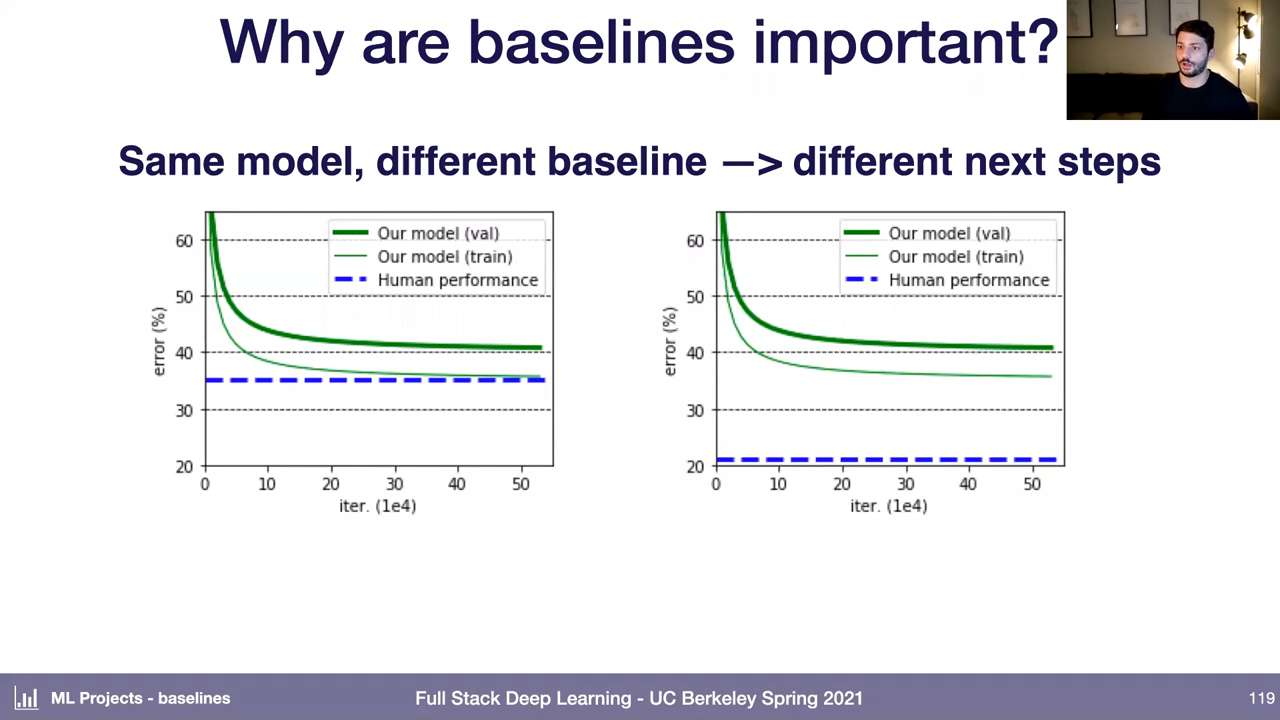 Why are baselines important?
Same model, different baseline —> different next steps
60
50
40
30
20
error (%)
Our model (val)
Our model (train)
Human performance
0 10 20 30 40 50
iter. (1e4)
60
50
40
30
20
error (%)
Our model (val)
Our model (train)
Human performance
0 10 20 30 40 50
iter. (1e4)
ML Projects - baselines
Full Stack Deep Learning - UC Berkeley Spring 2021
119